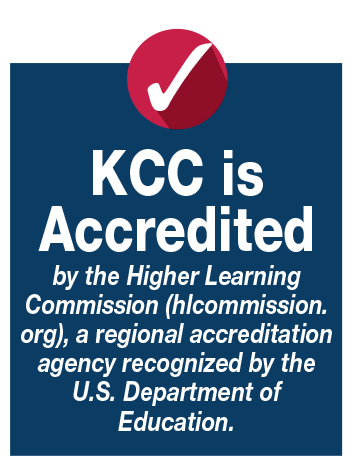 KCC is
Accredited
by the Higher Learning
Commission (hlcommission.
org), a regional accreditation
agency recognized by the
U.S. Department of
Education.